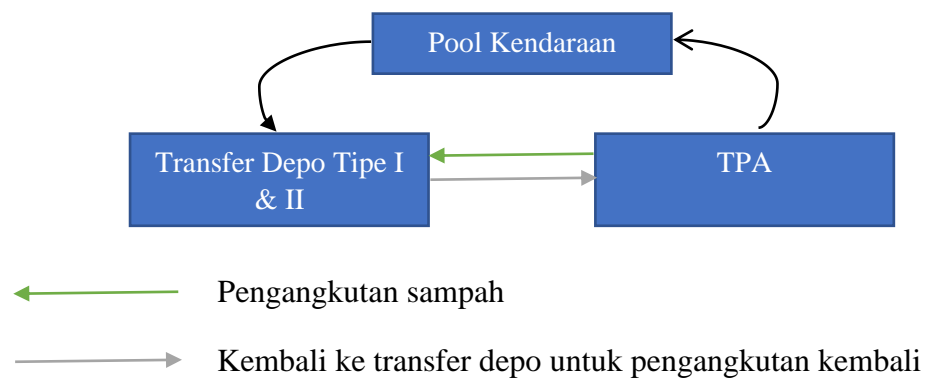 Pool Kendaraan
Transfer Depo Tipe I
& II
TPA
Pengangkutan sampah
Kembali ke transfer depo untuk pengangkutan kembali